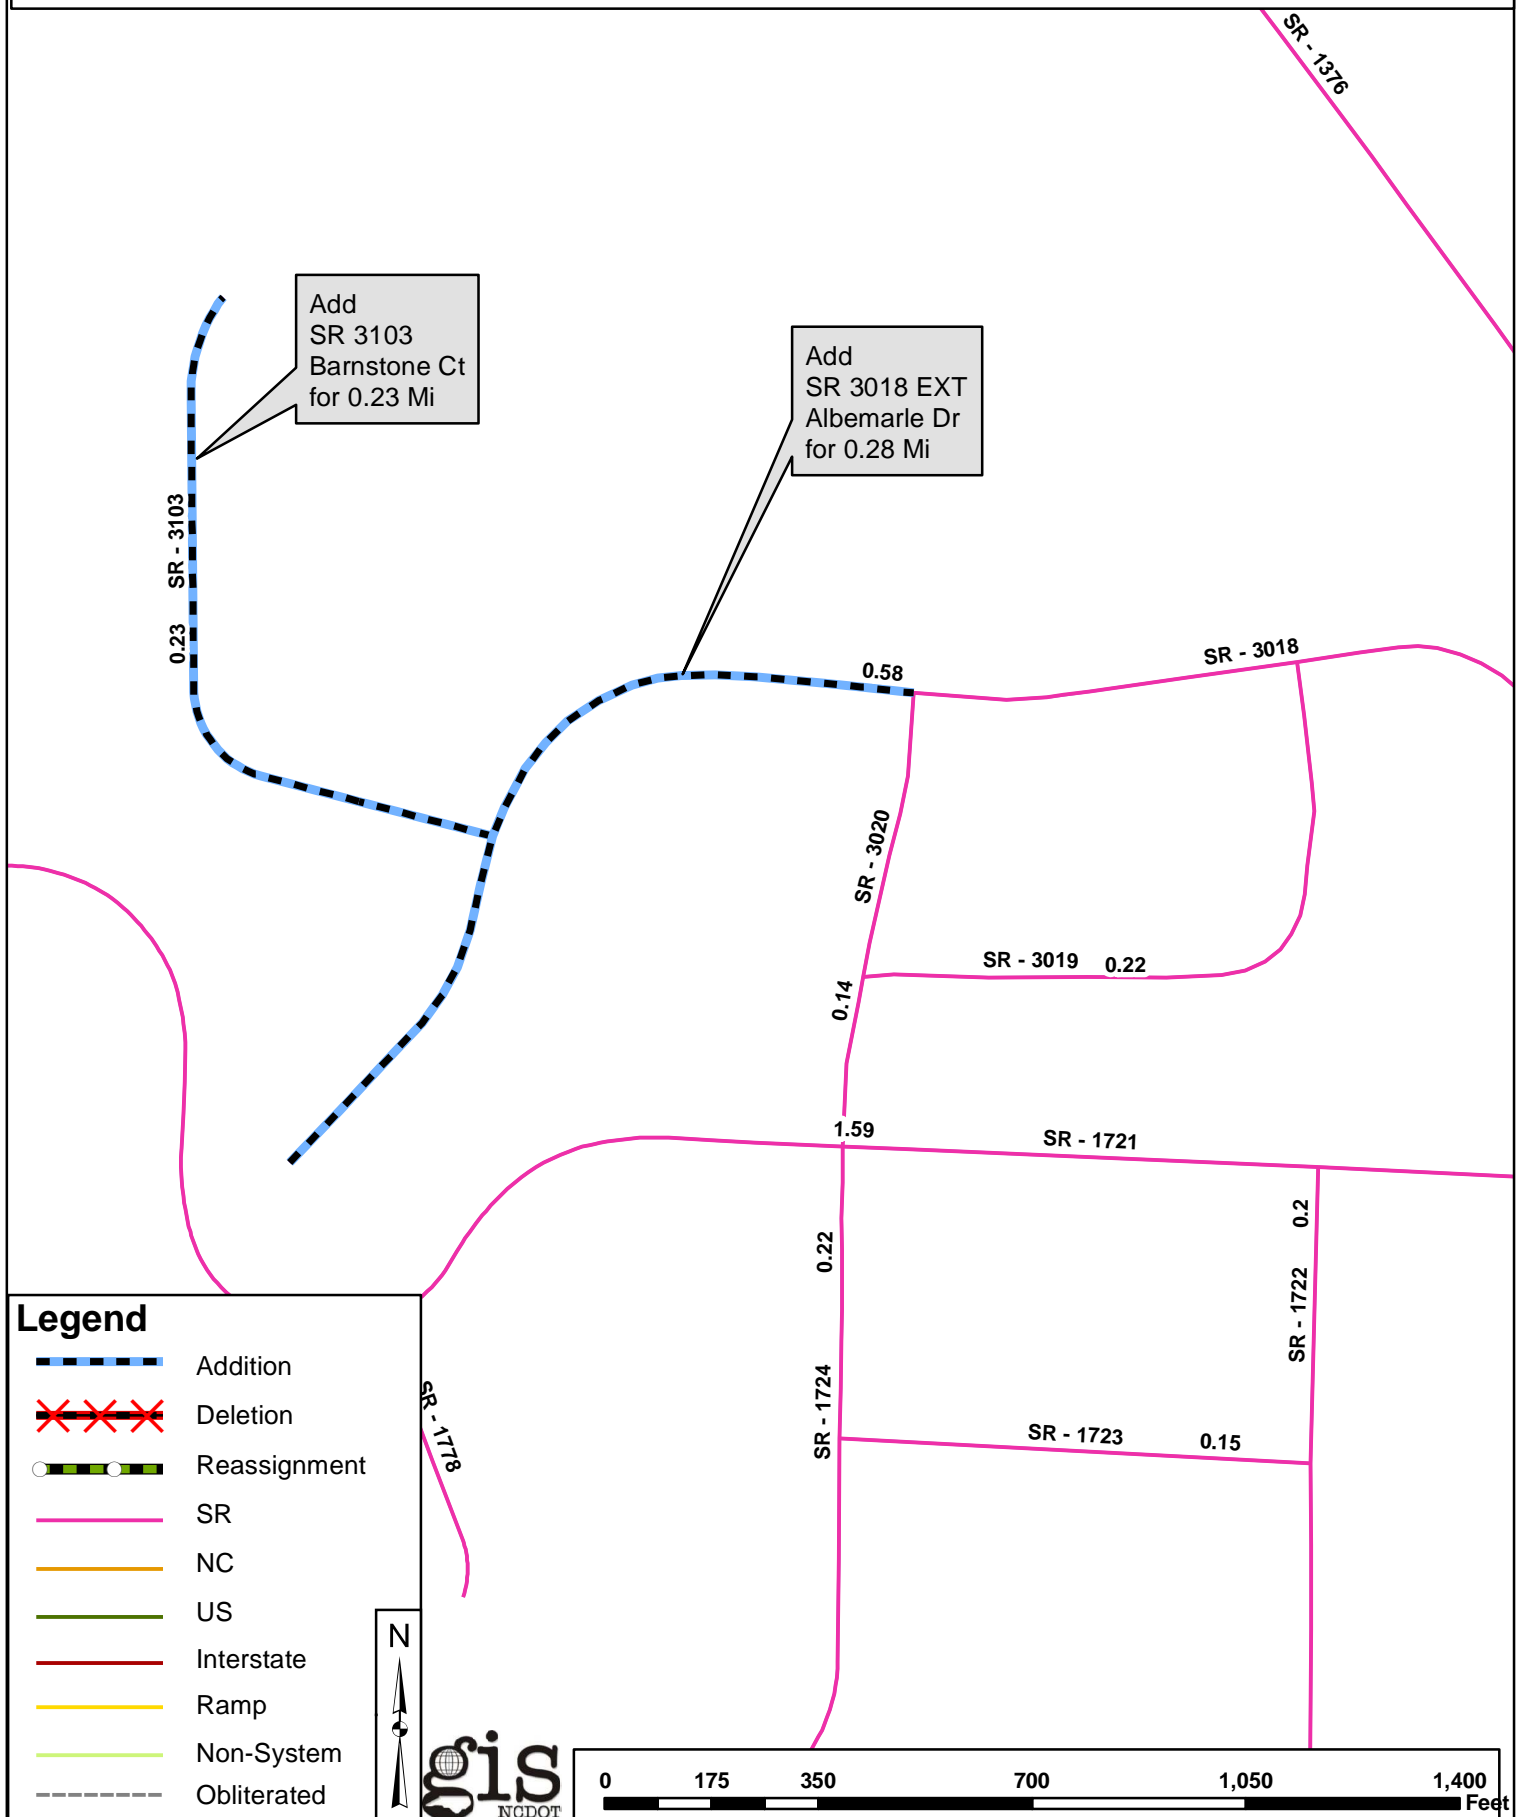 SR - 1376
Add
SR 3103
Barnstone Ct
for 0.23 Mi
Add
SR 3018 EXT
Albemarle Dr
for 0.28 Mi
SR - 3103
0.23
0.58
SR - 3018
SR - 3020
0.14
SR - 3019
0.22
1.59
SR - 1721
0.22
SR - 1724
0.2
SR - 1722
SR - 1723
0.15
SR - 1778
Legend
Addition
Deletion
Reassignment
SR
NC
US
Interstate
Ramp
Non-System
Obliterated
N
gis
NCDOT
0 175 350 700 1,050 1,400
Feet